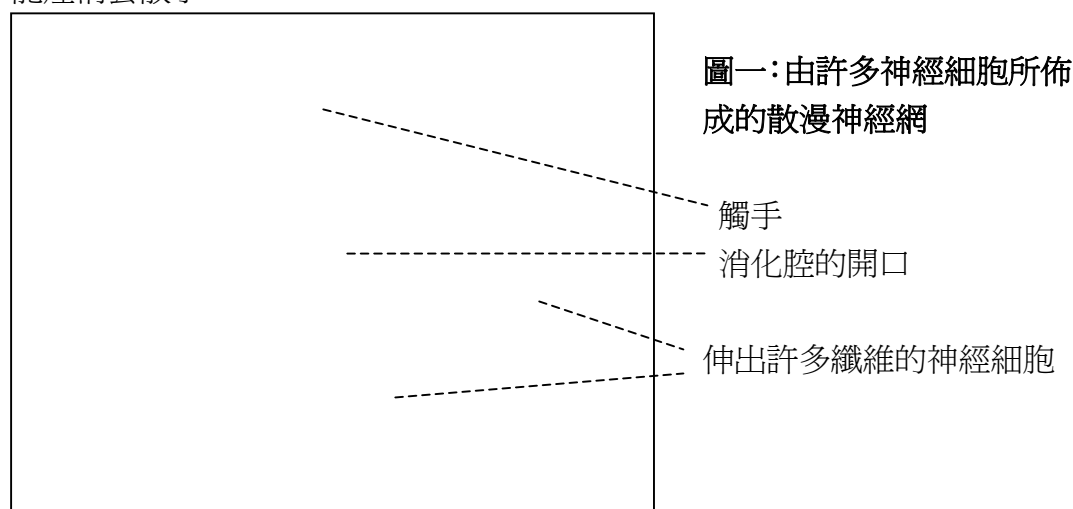 圖一：由許多神經細胞所佈
成的散漫神經網
觸手
消化腔的開口
伸出許多纖維的神經細胞